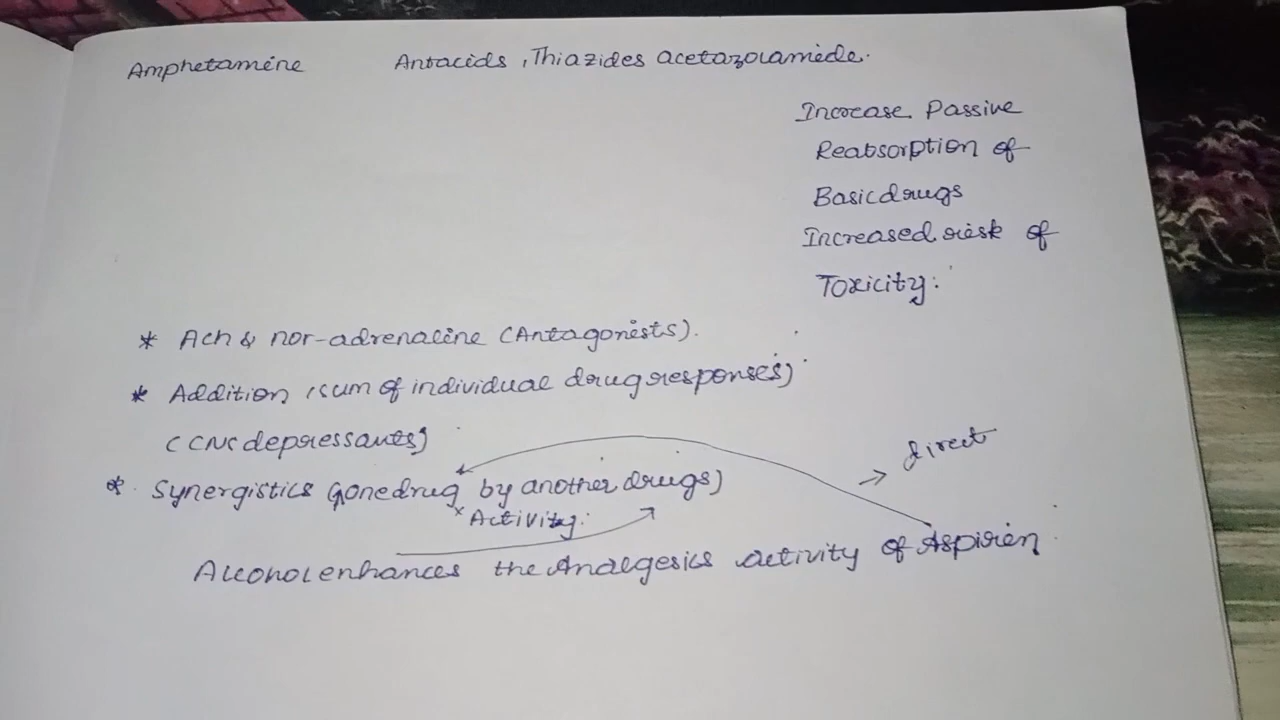 Amphetamine Antacids, Thiazides acetazolamide.
Increase Passive
Reabsorption of
Basic drugs
Increased risk of
Toxicity:
* Ach & nor-adrenaline (Antagonists).
* Addition (sum of individual drug responses)
(CNS depressants)
* Synergistics (one drug by another drugs)
× Activity:
→ direct
Alcohol enhances the Analgesics activity of Aspirin